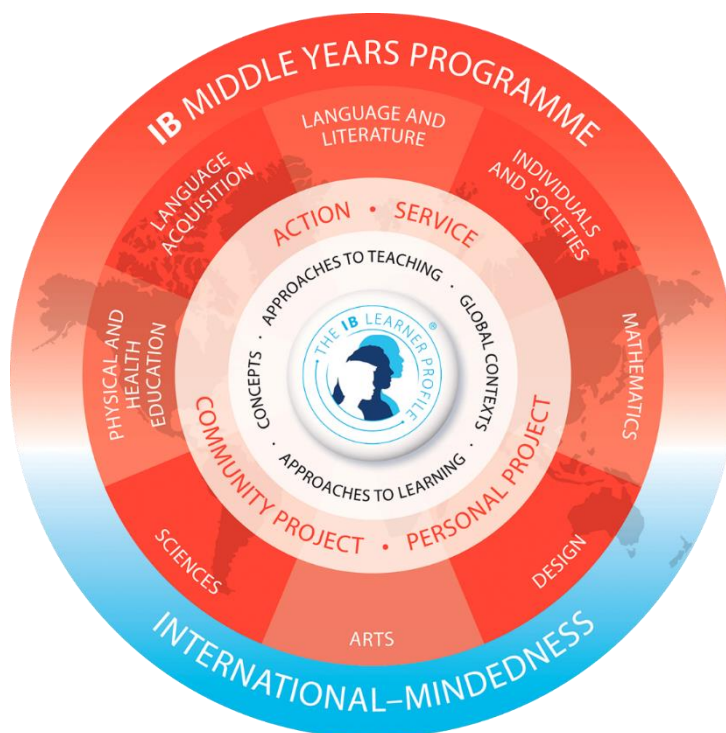 IB MIDDLE YEARS PROGRAMME
LANGUAGE AND
LITERATURE
INDIVIDUALS
AND SOCIETIES
MATHEMATICS
DESIGN
ARTS
SCIENCES
PHYSICAL AND
HEALTH
EDUCATION
LANGUAGE
ACQUISITION
ACTION • SERVICE
COMMUNITY PROJECT • PERSONAL PROJECT
APPROACHES TO TEACHING · GLOBAL CONTEXTS ·
APPROACHES TO LEARNING · CONCEPTS ·
THE IB LEARNER PROFILE ®
INTERNATIONAL–MINDEDNESS